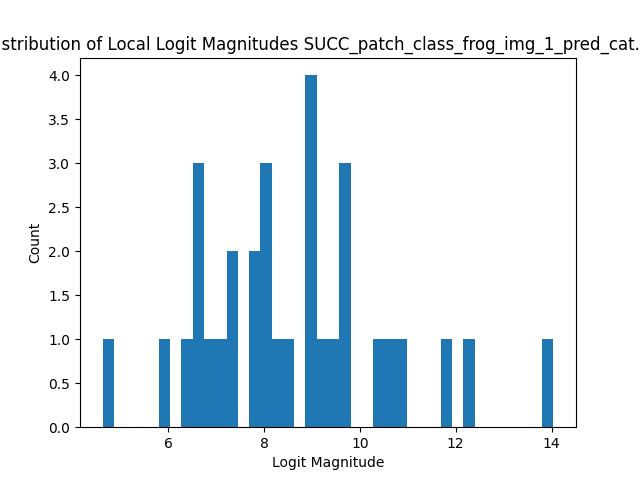 stribution of Local Logit Magnitudes SUCC_patch_class_frog_img_1_pred_cat.
4.0
3.5
3.0
2.5
2.0
1.5
1.0
0.5
0.0
Count
6 8 10 12 14
Logit Magnitude